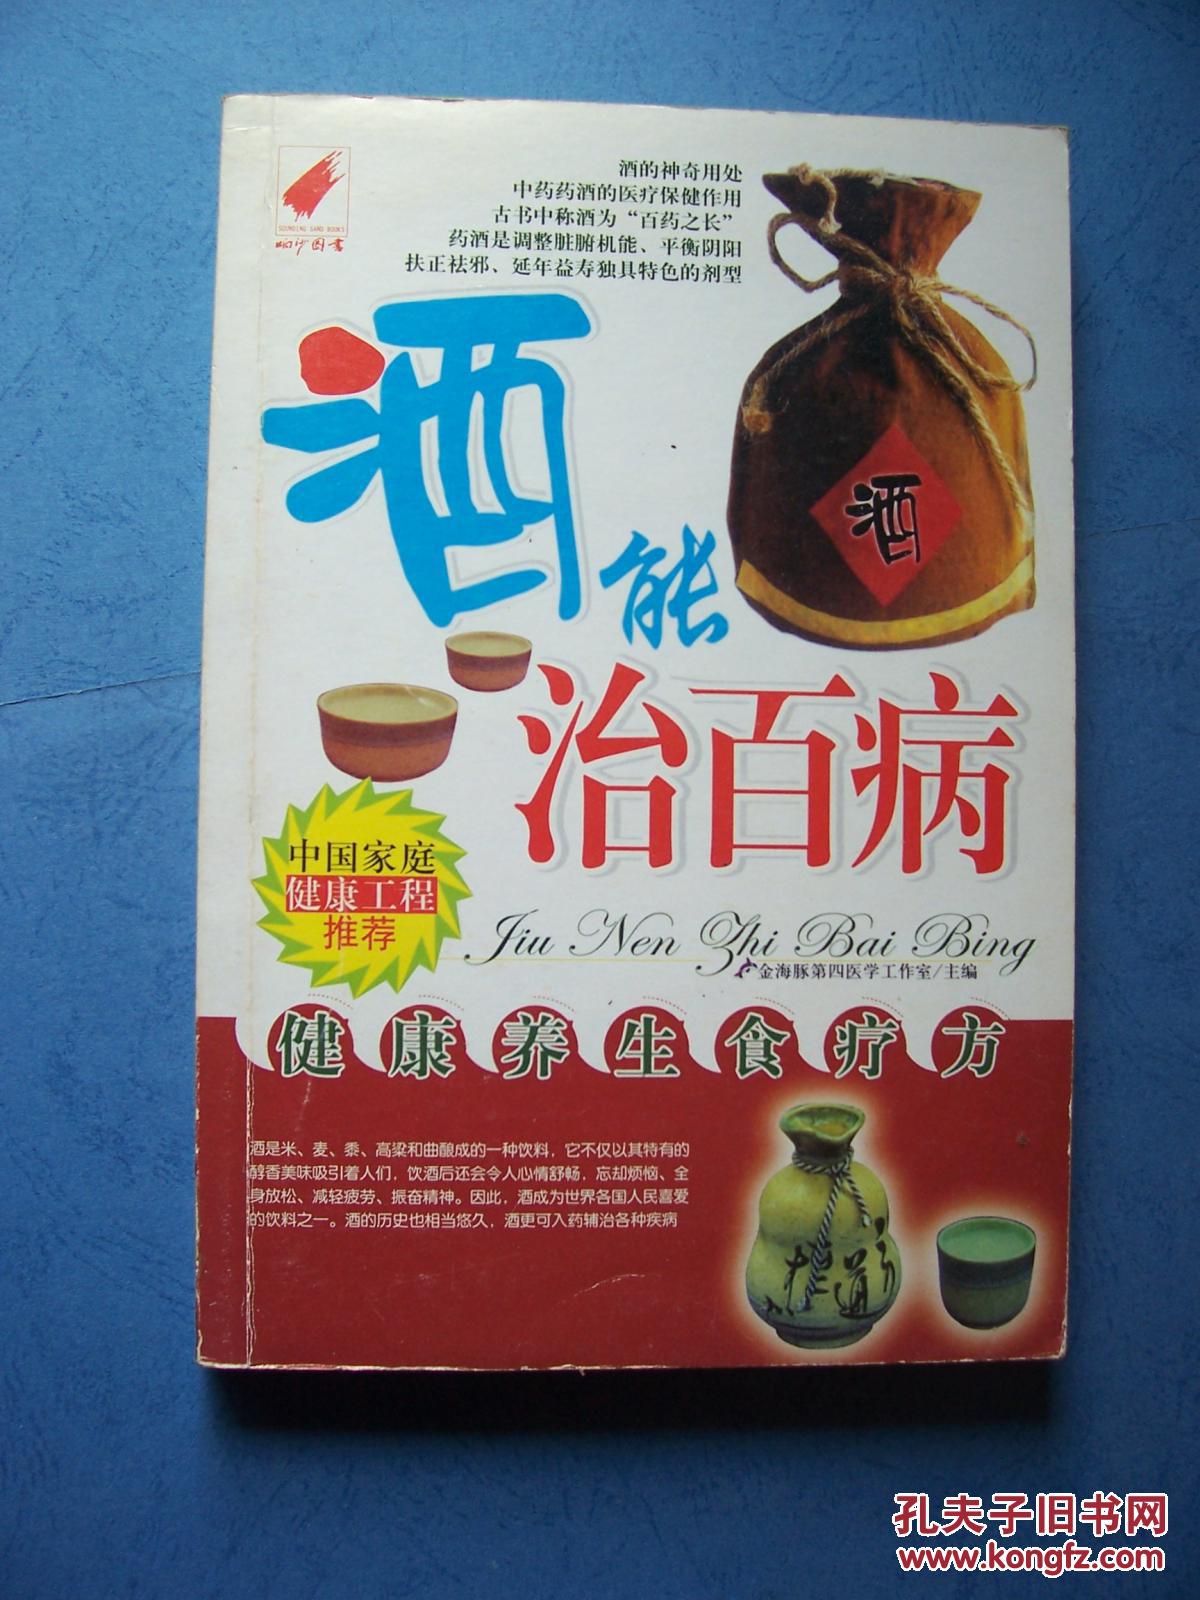 SOUNDING SAND BOOKS
响沙图书
酒的神奇用处
中药药酒的医疗保健作用
古书中称酒为“百药之长”
药酒是调整脏腑机能、平衡阴阳
扶正祛邪、延年益寿独具特色的剂型
酒
能
酒
治百病
中国家庭
健康工程
推荐
Jiu Nen Zhi Bai Bing
金海豚第四医学工作室/主编
健康养生食疗方
酒是米、麦、黍、高粱和曲酿成的一种饮料，它不仅以其特有的
醇香美味吸引着人们，饮酒后还会令人心情舒畅，忘却烦恼、全
身放松、减轻疲劳、振奋精神。因此，酒成为世界各国人民喜爱
的饮料之一。酒的历史也相当悠久，酒更可入药辅治各种疾病
孔夫子旧书网
www.kongfz.com